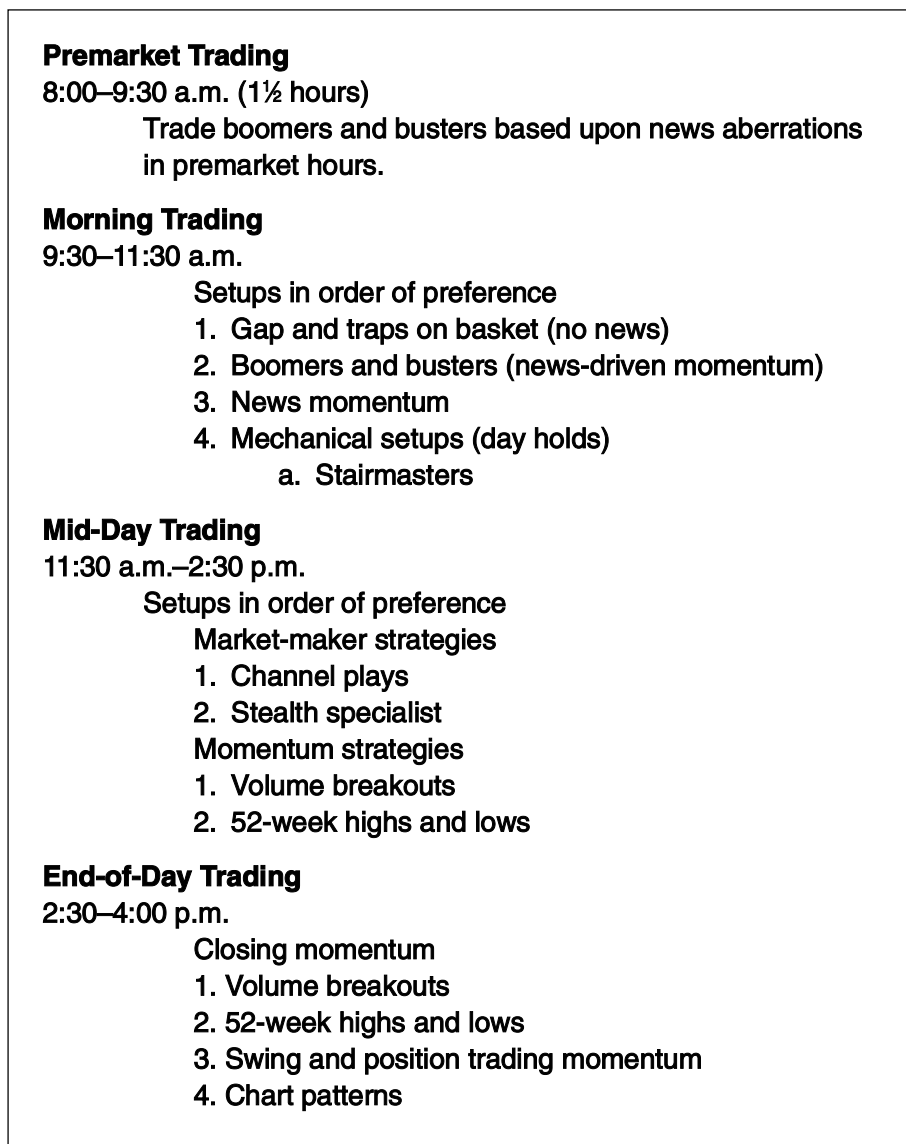 Premarket Trading
8:00–9:30 a.m. (1½ hours)
Trade boomers and busters based upon news aberrations
in premarket hours.
Morning Trading
9:30–11:30 a.m.
Setups in order of preference
1. Gap and traps on basket (no news)
2. Boomers and busters (news-driven momentum)
3. News momentum
4. Mechanical setups (day holds)
a. Stairmasters
Mid-Day Trading
11:30 a.m.–2:30 p.m.
Setups in order of preference
Market-maker strategies
1. Channel plays
2. Stealth specialist
Momentum strategies
1. Volume breakouts
2. 52-week highs and lows
End-of-Day Trading
2:30–4:00 p.m.
Closing momentum
1. Volume breakouts
2. 52-week highs and lows
3. Swing and position trading momentum
4. Chart patterns